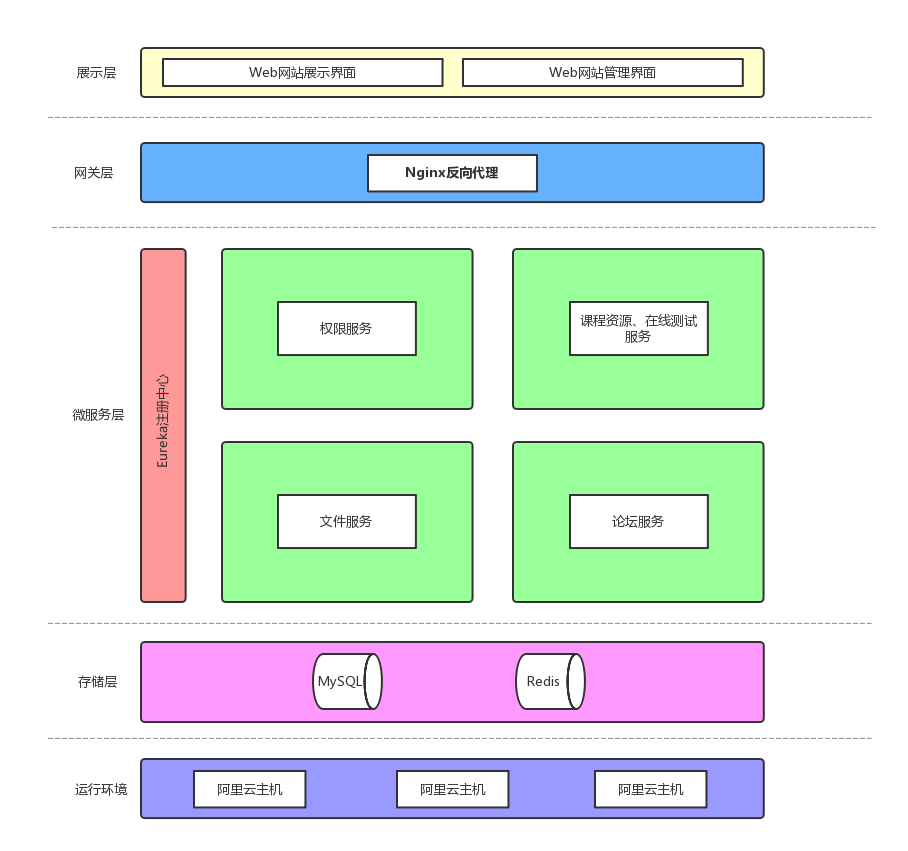 展示层
Web网站展示界面
Web网站管理界面
网关层
Nginx反向代理
微服务层
Eureka注册中心
权限服务
课程资源、在线测试
服务
文件服务
论坛服务
存储层
MySQL
Redis
运行环境
阿里云主机
阿里云主机
阿里云主机